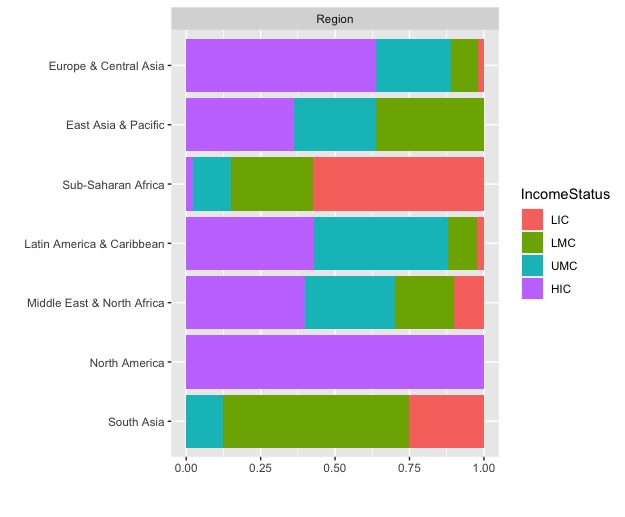 Region
Europe & Central Asia
East Asia & Pacific
Sub-Saharan Africa
Latin America & Caribbean
Middle East & North Africa
North America
South Asia
0.00 0.25 0.50 0.75 1.00
IncomeStatus
LIC
LMC
UMC
HIC